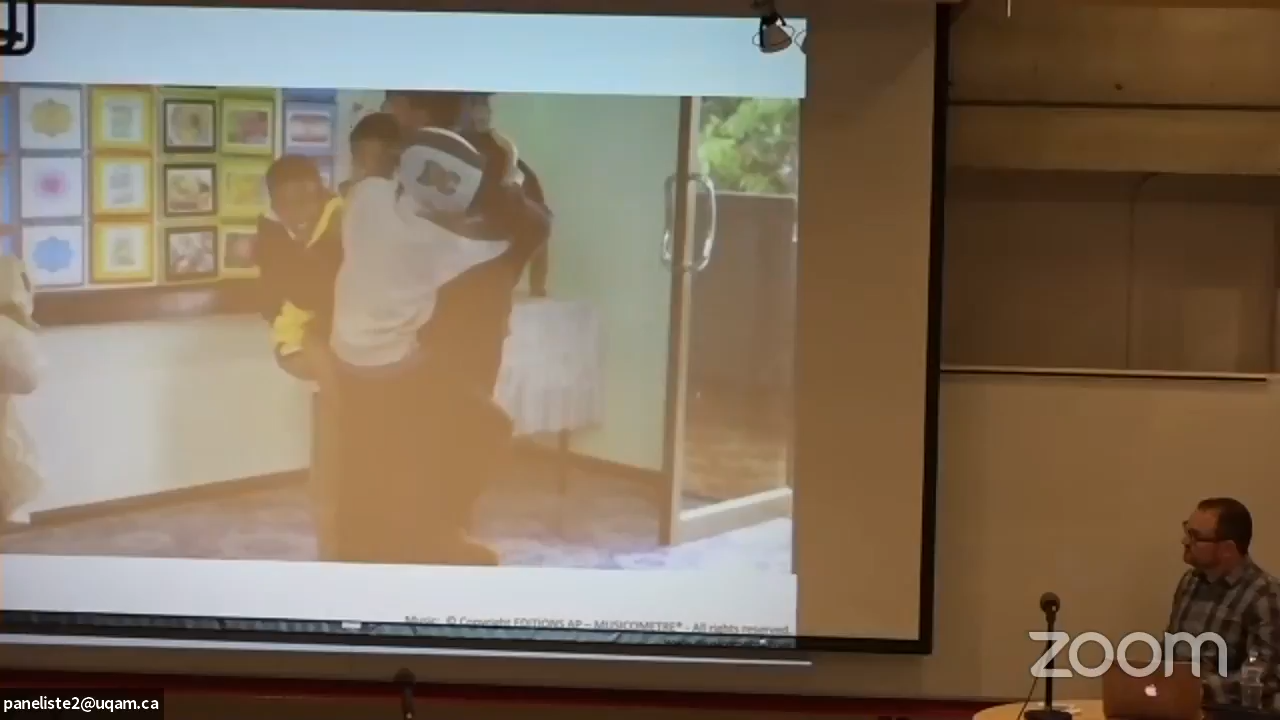 Music: © Copyright EDITIONS AP – MUSICOMETRE® - All rights reserved.
zoom
paneliste2@uqam.ca